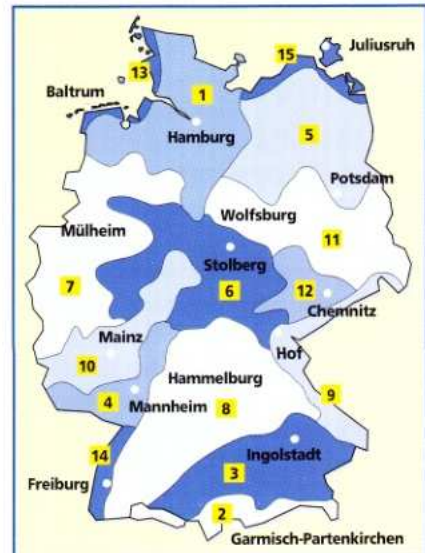 Juliusruh
15
13
Baltrum
1
Hamburg
5
Potsdam
Wolfsburg
Mülheim
11
Stolberg
7
6
12
Chemnitz
Mainz
Hof
10
Hammelburg
9
4
Mannheim
8
14
Ingolstadt
3
Freiburg
2
Garmisch-Partenkirchen